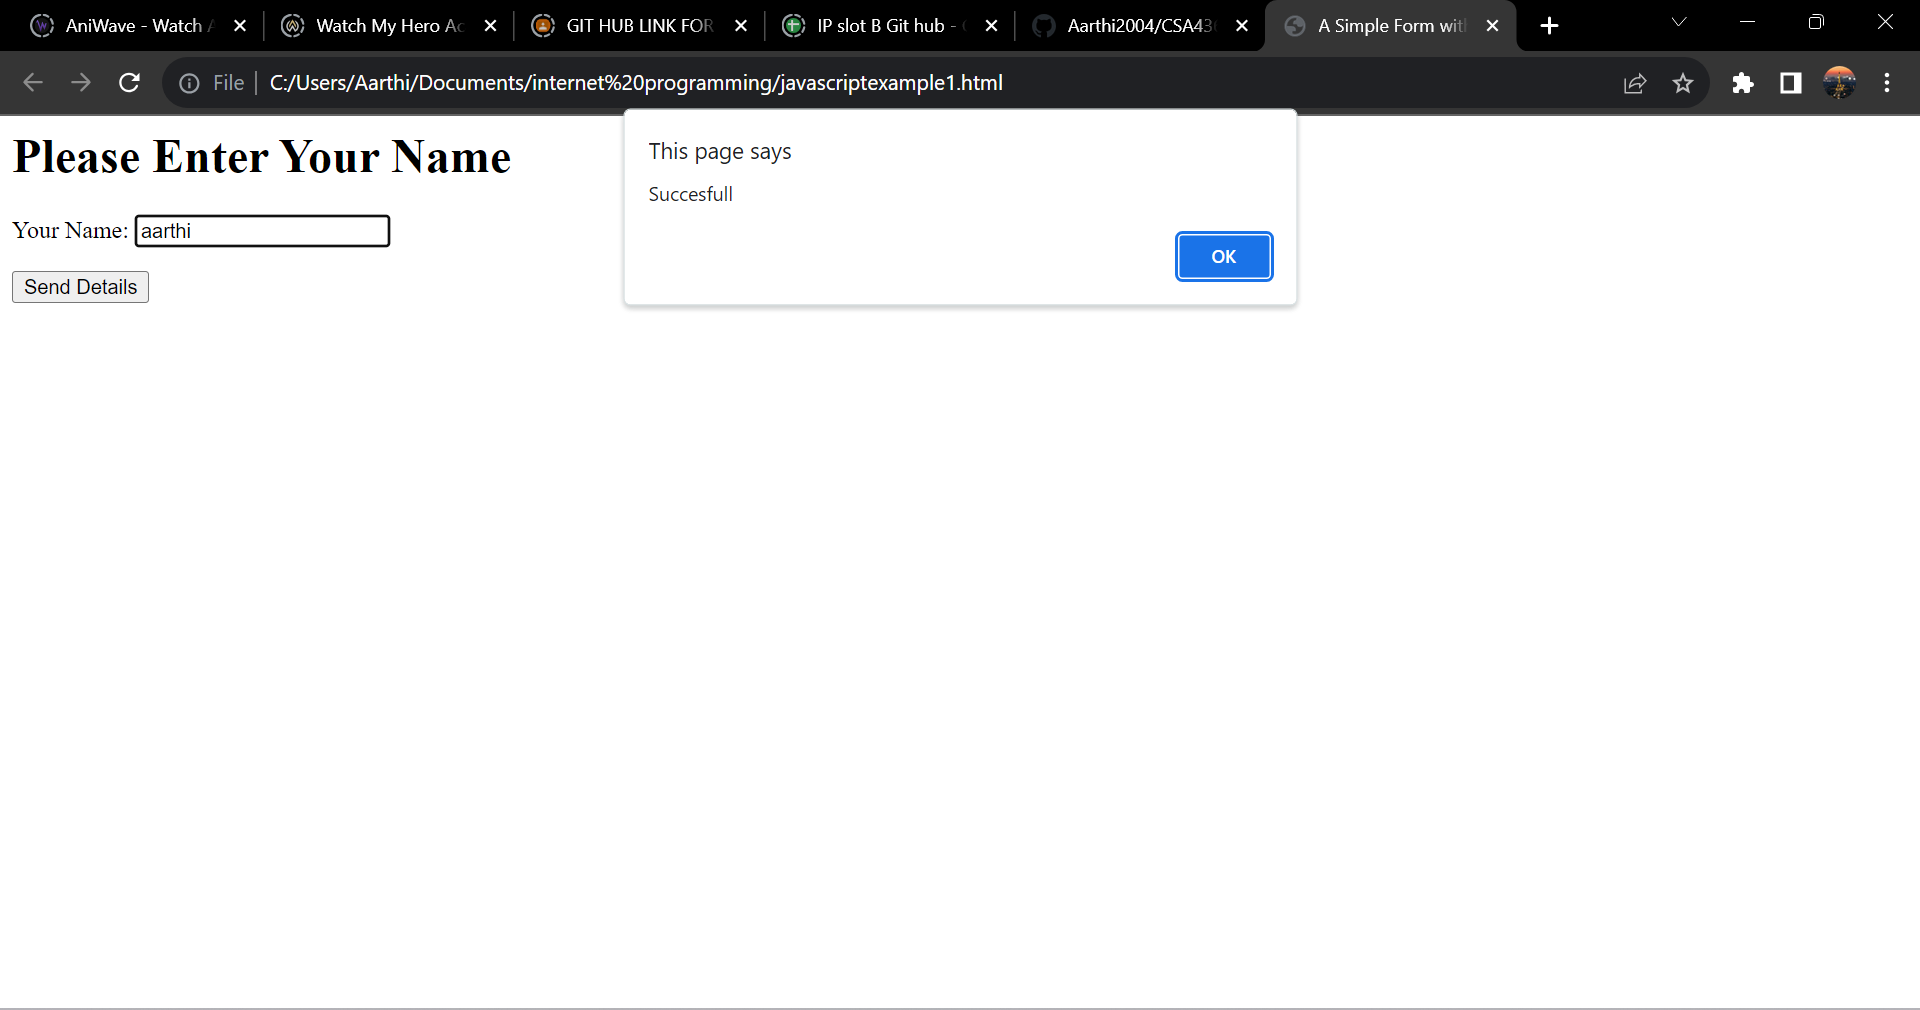 AniWave - Watch
Watch My Hero Ac
GIT HUB LINK FOR
IP slot B Git hub -
Aarthi2004/CSA43
A Simple Form wit
File
C:/Users/Aarthi/Documents/internet%20programming/javascriptexample1.html
Please Enter Your Name
Your Name: aarthi
Send Details
This page says
Succesfull
OK